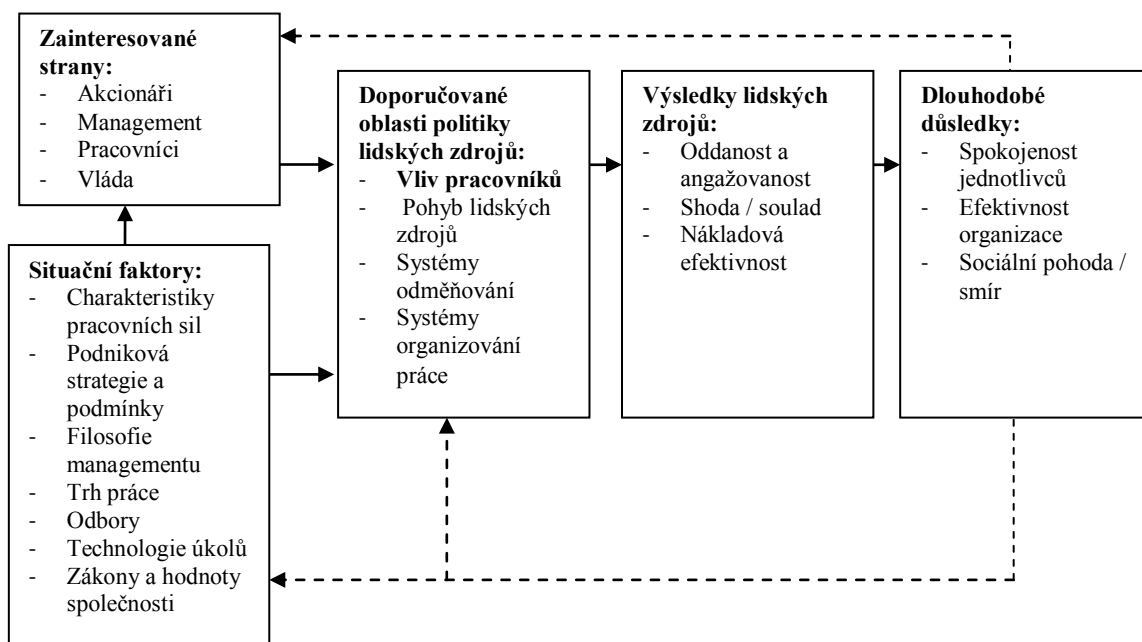 Zainteresované
strany:
- Akcionáři
- Management
- Pracovníci
- Vláda
Situační faktory:
- Charakteristiky
pracovních sil
- Podniková
strategie a
podmínky
- Filosofie
managementu
- Trh práce
- Odbory
- Technologie úkolů
- Zákony a hodnoty
společnosti
Doporučované
oblasti politiky
lidských zdrojů:
- Vliv pracovníků
- Pohyb lidských
zdrojů
- Systémy
odměňování
- Systémy
organizování
práce
Výsledky lidských
zdrojů:
- Oddanost a
angažovanost
- Shoda / soulad
- Nákladová
efektivnost
Dlouhodobé
důsledky:
- Spokojenost
jednotlivců
- Efektivnost
organizace
- Sociální pohoda /
smír